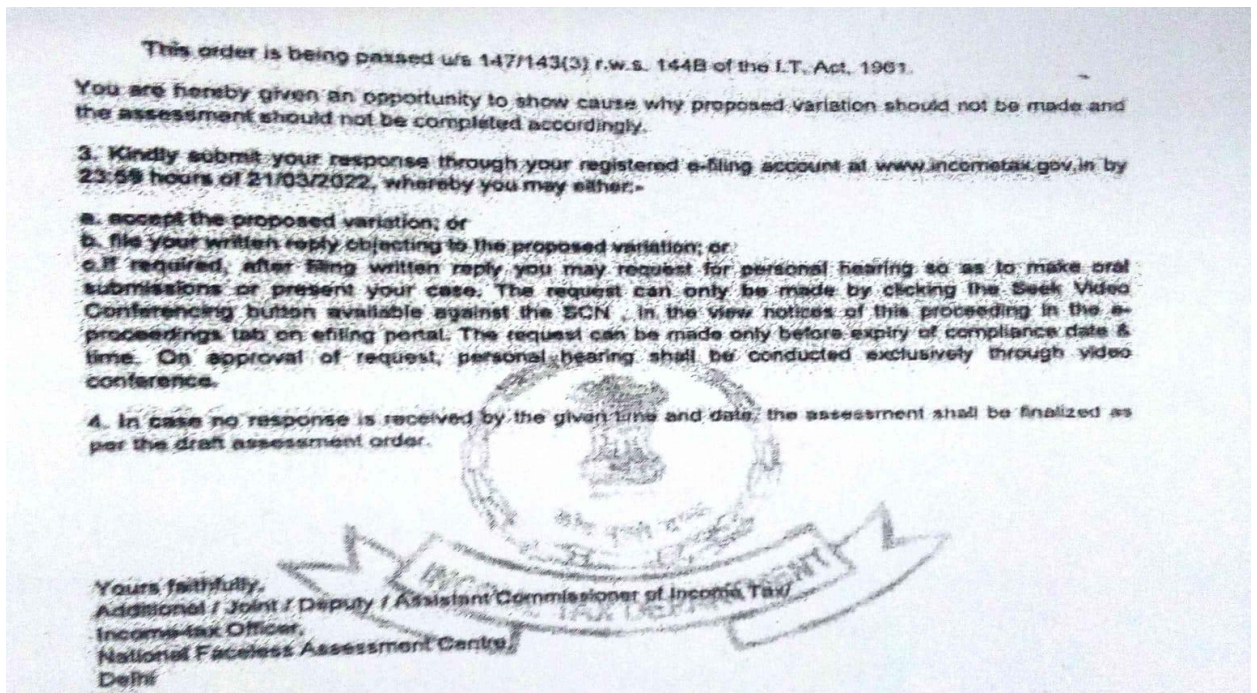 This order is being passed u/s 147/143(3) r.w.s. 144B of the I.T. Act, 1961.
You are hereby given an opportunity to show cause why proposed variation should not be made and
the assessment should not be completed accordingly.
3. Kindly submit your response through your registered e-filing account at www.incometax.gov.in by
23:59 hours of 21/03/2022, whereby you may either:-
a. accept the proposed variation; or
b. file your written reply objecting to the proposed variation; or
c.If required, after filing written reply you may request for personal hearing so as to make oral
submissions or present your case. The request can only be made by clicking the Seek Video
Conferencing button available against the SCN , in the view notices of this proceeding in the e-
proceedings tab on efiling portal. The request can be made only before expiry of compliance date &
time. On approval of request, personal hearing shall be conducted exclusively through video
conference.
4. In case no response is received by the given time and date, the assessment shall be finalized as
per the draft assessment order.
INCOME TAX DEPARTMENT
Yours faithfully,
Additional / Joint / Deputy / Assistant Commissioner of Income Tax/
Income-tax Officer,
National Faceless Assessment Centre,
Delhi